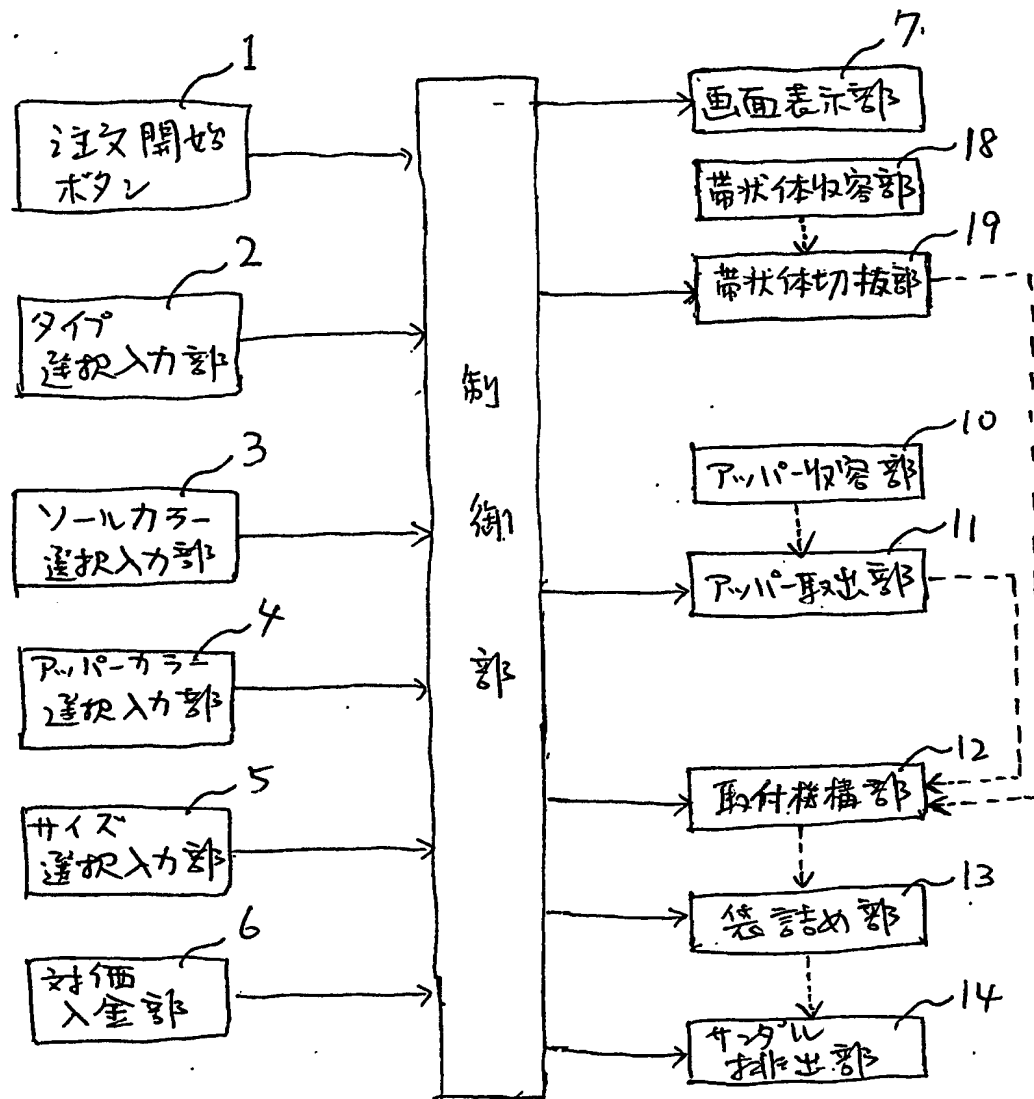 1
注文開始
ボタン
2
タイプ
選択入力部
3
ソールカラー
選択入力部
4
アッパーカラー
選択入力部
5
サイズ
選択入力部
6
対価
入金部
制
御
部
7
画面表示部
18
帯状体収容部
19
帯状体切抜部
10
アッパー収容部
11
アッパー取出部
12
取付機構部
13
袋詰め部
14
サンダル
排出部